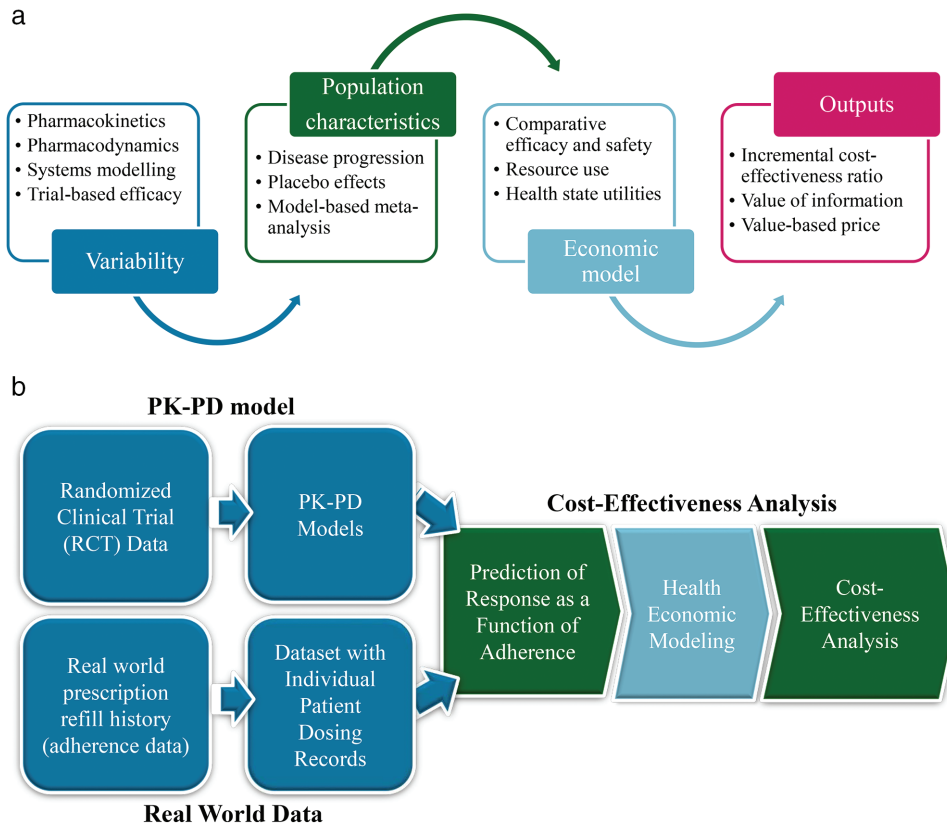 a
• Pharmacokinetics
• Pharmacodynamics
• Systems modelling
• Trial-based efficacy
Variability
Population
characteristics
• Disease progression
• Placebo effects
• Model-based meta-
analysis
• Comparative
efficacy and safety
• Resource use
• Health state utilities
Economic
model
Outputs
• Incremental cost-
effectiveness ratio
• Value of information
• Value-based price
b
PK-PD model
Randomized
Clinical Trial
(RCT) Data
PK-PD
Models
Real world
prescription
refill history
(adherence data)
Dataset with
Individual
Patient
Dosing
Records
Real World Data
Cost-Effectiveness Analysis
Prediction of
Response as a
Function of
Adherence
Health
Economic
Modeling
Cost-
Effectiveness
Analysis